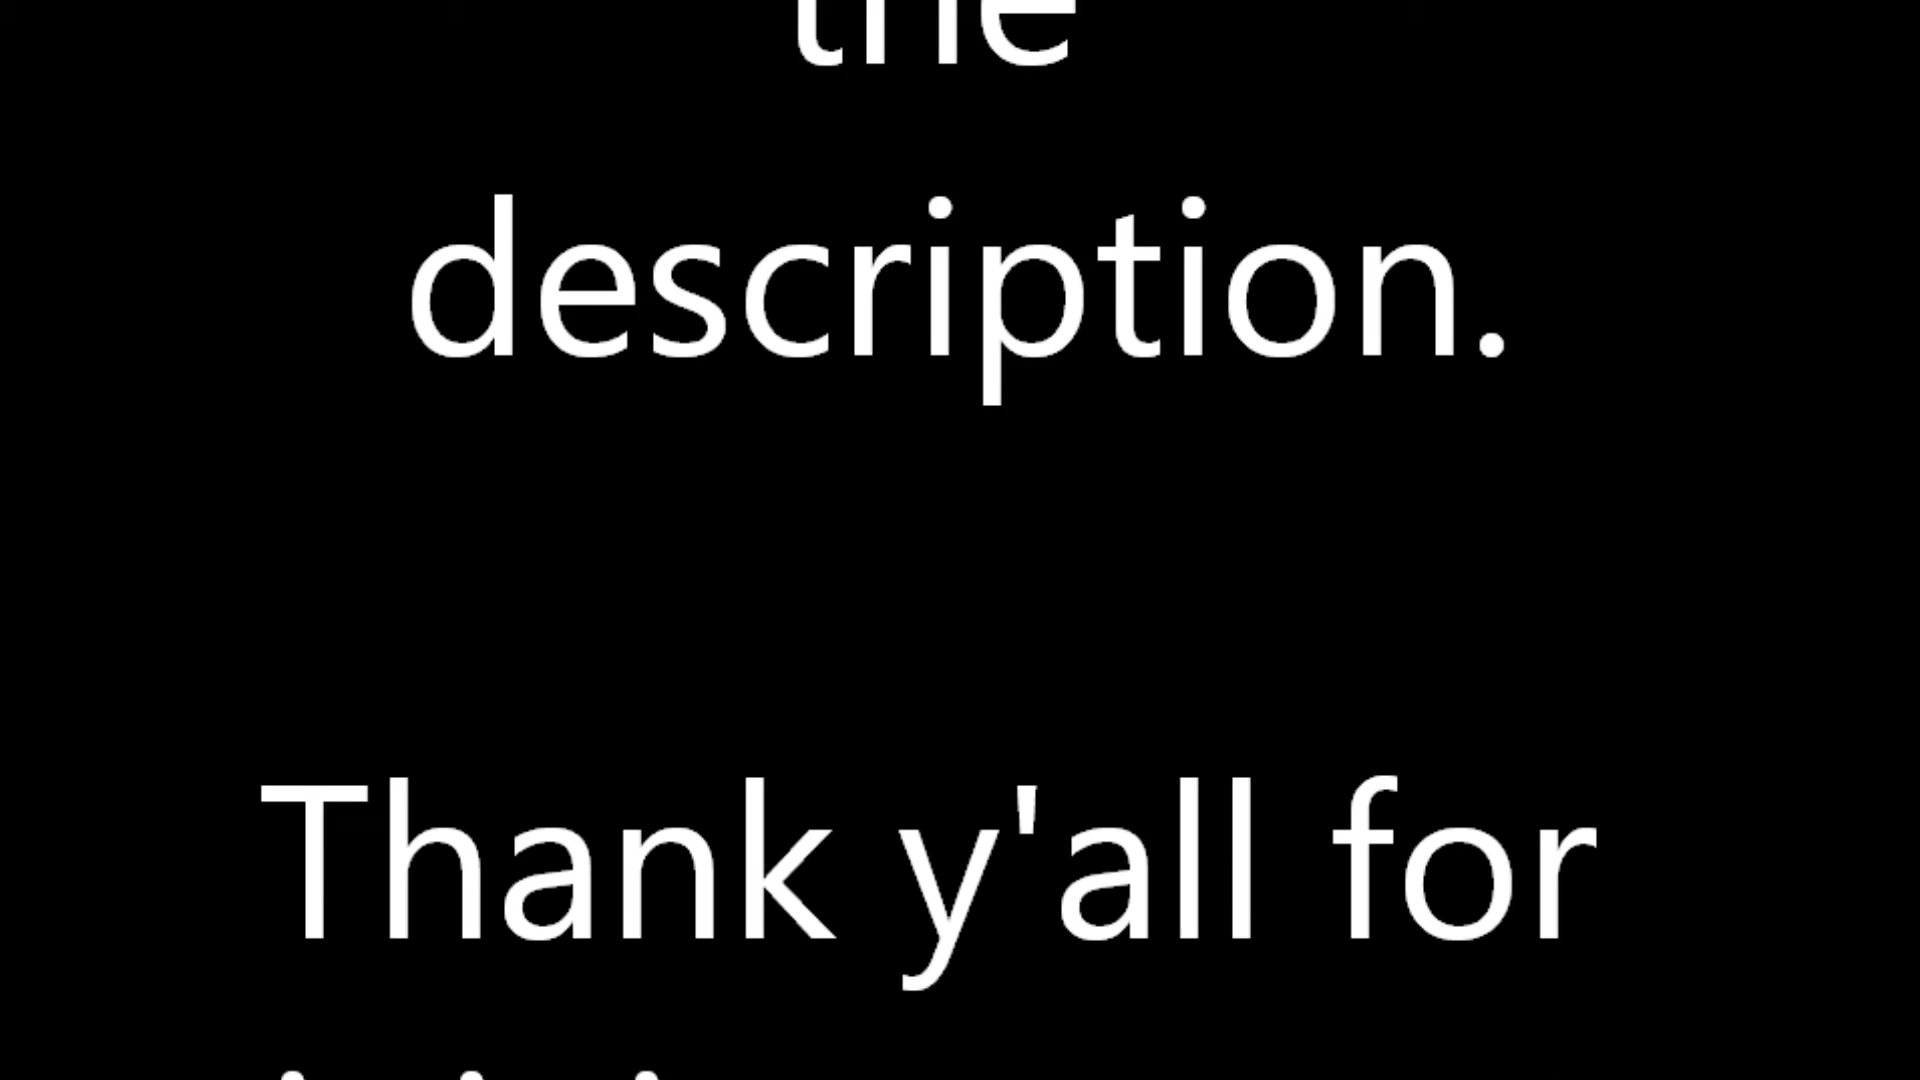 the
description.
Thank y'all for